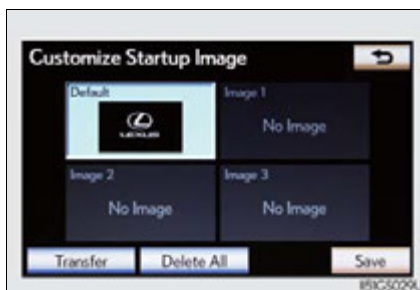 Customize Startup Image
Default
Image 1
LEXUS
No Image
Image 2
Image 3
No Image
No Image
Transfer
Delete All
Save